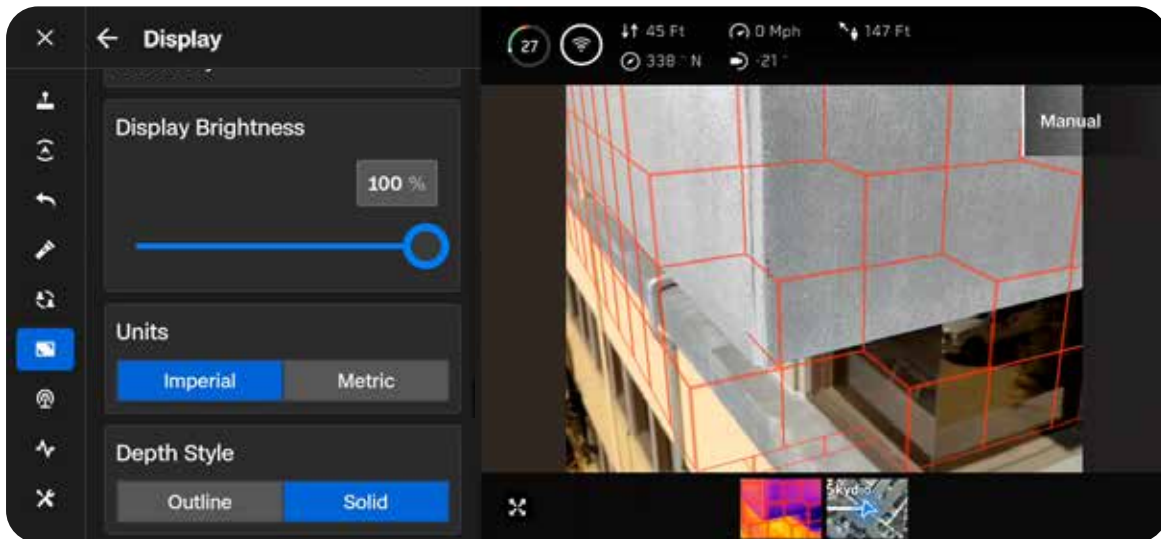 Display
Display Brightness
100 %
Units
Imperial Metric
Depth Style
Outline Solid
27
45 Ft 0 Mph 147 Ft
338° N -21°
Manual
Skydio